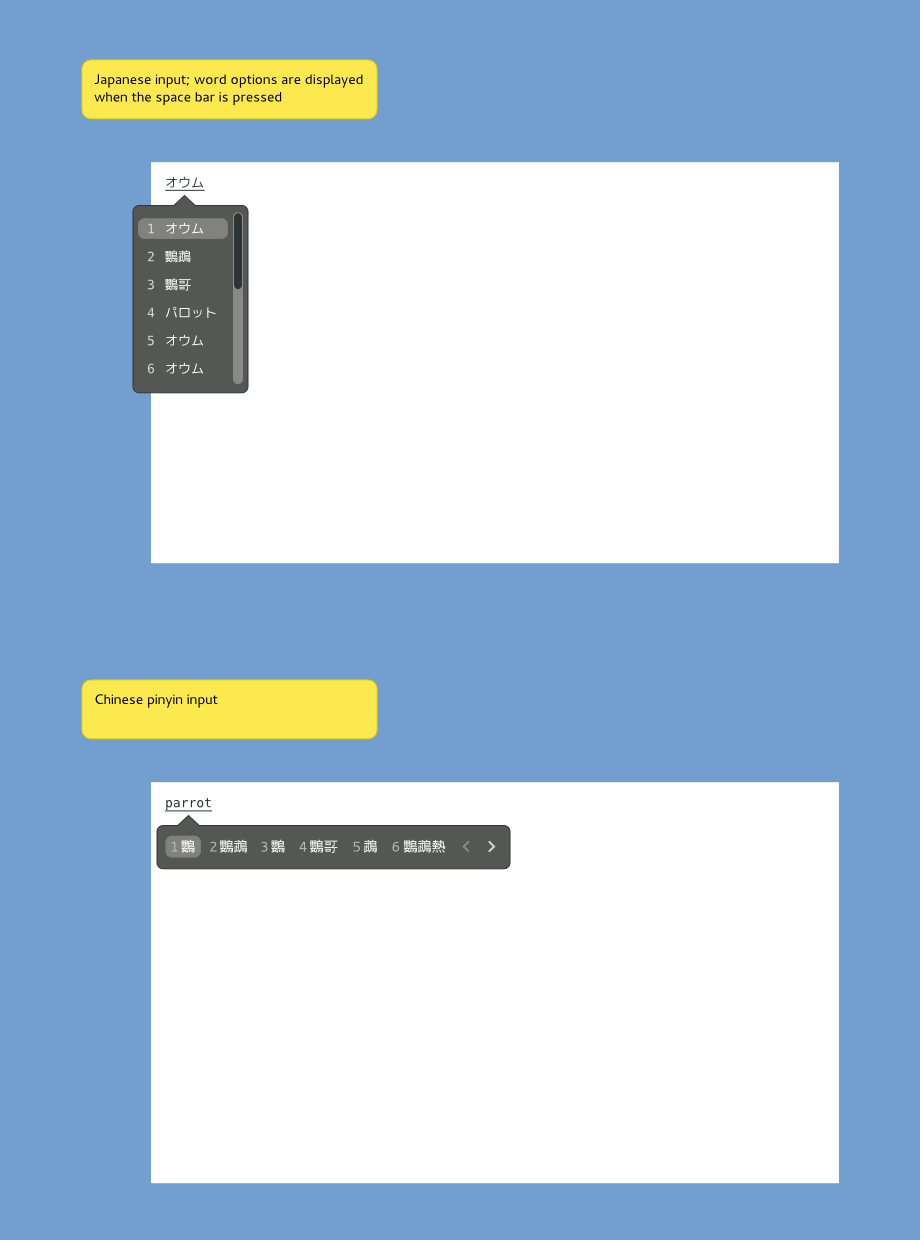 Japanese input; word options are displayed
when the space bar is pressed
オウム
1 オウム
2 鸚鵡
3 鸚哥
4 パロット
5 オウム
6 オウム
Chinese pinyin input
parrot
1 鸚 2 鸚鵡 3 鸚 4 鸚哥 5 鵡 6 鸚鵡熱